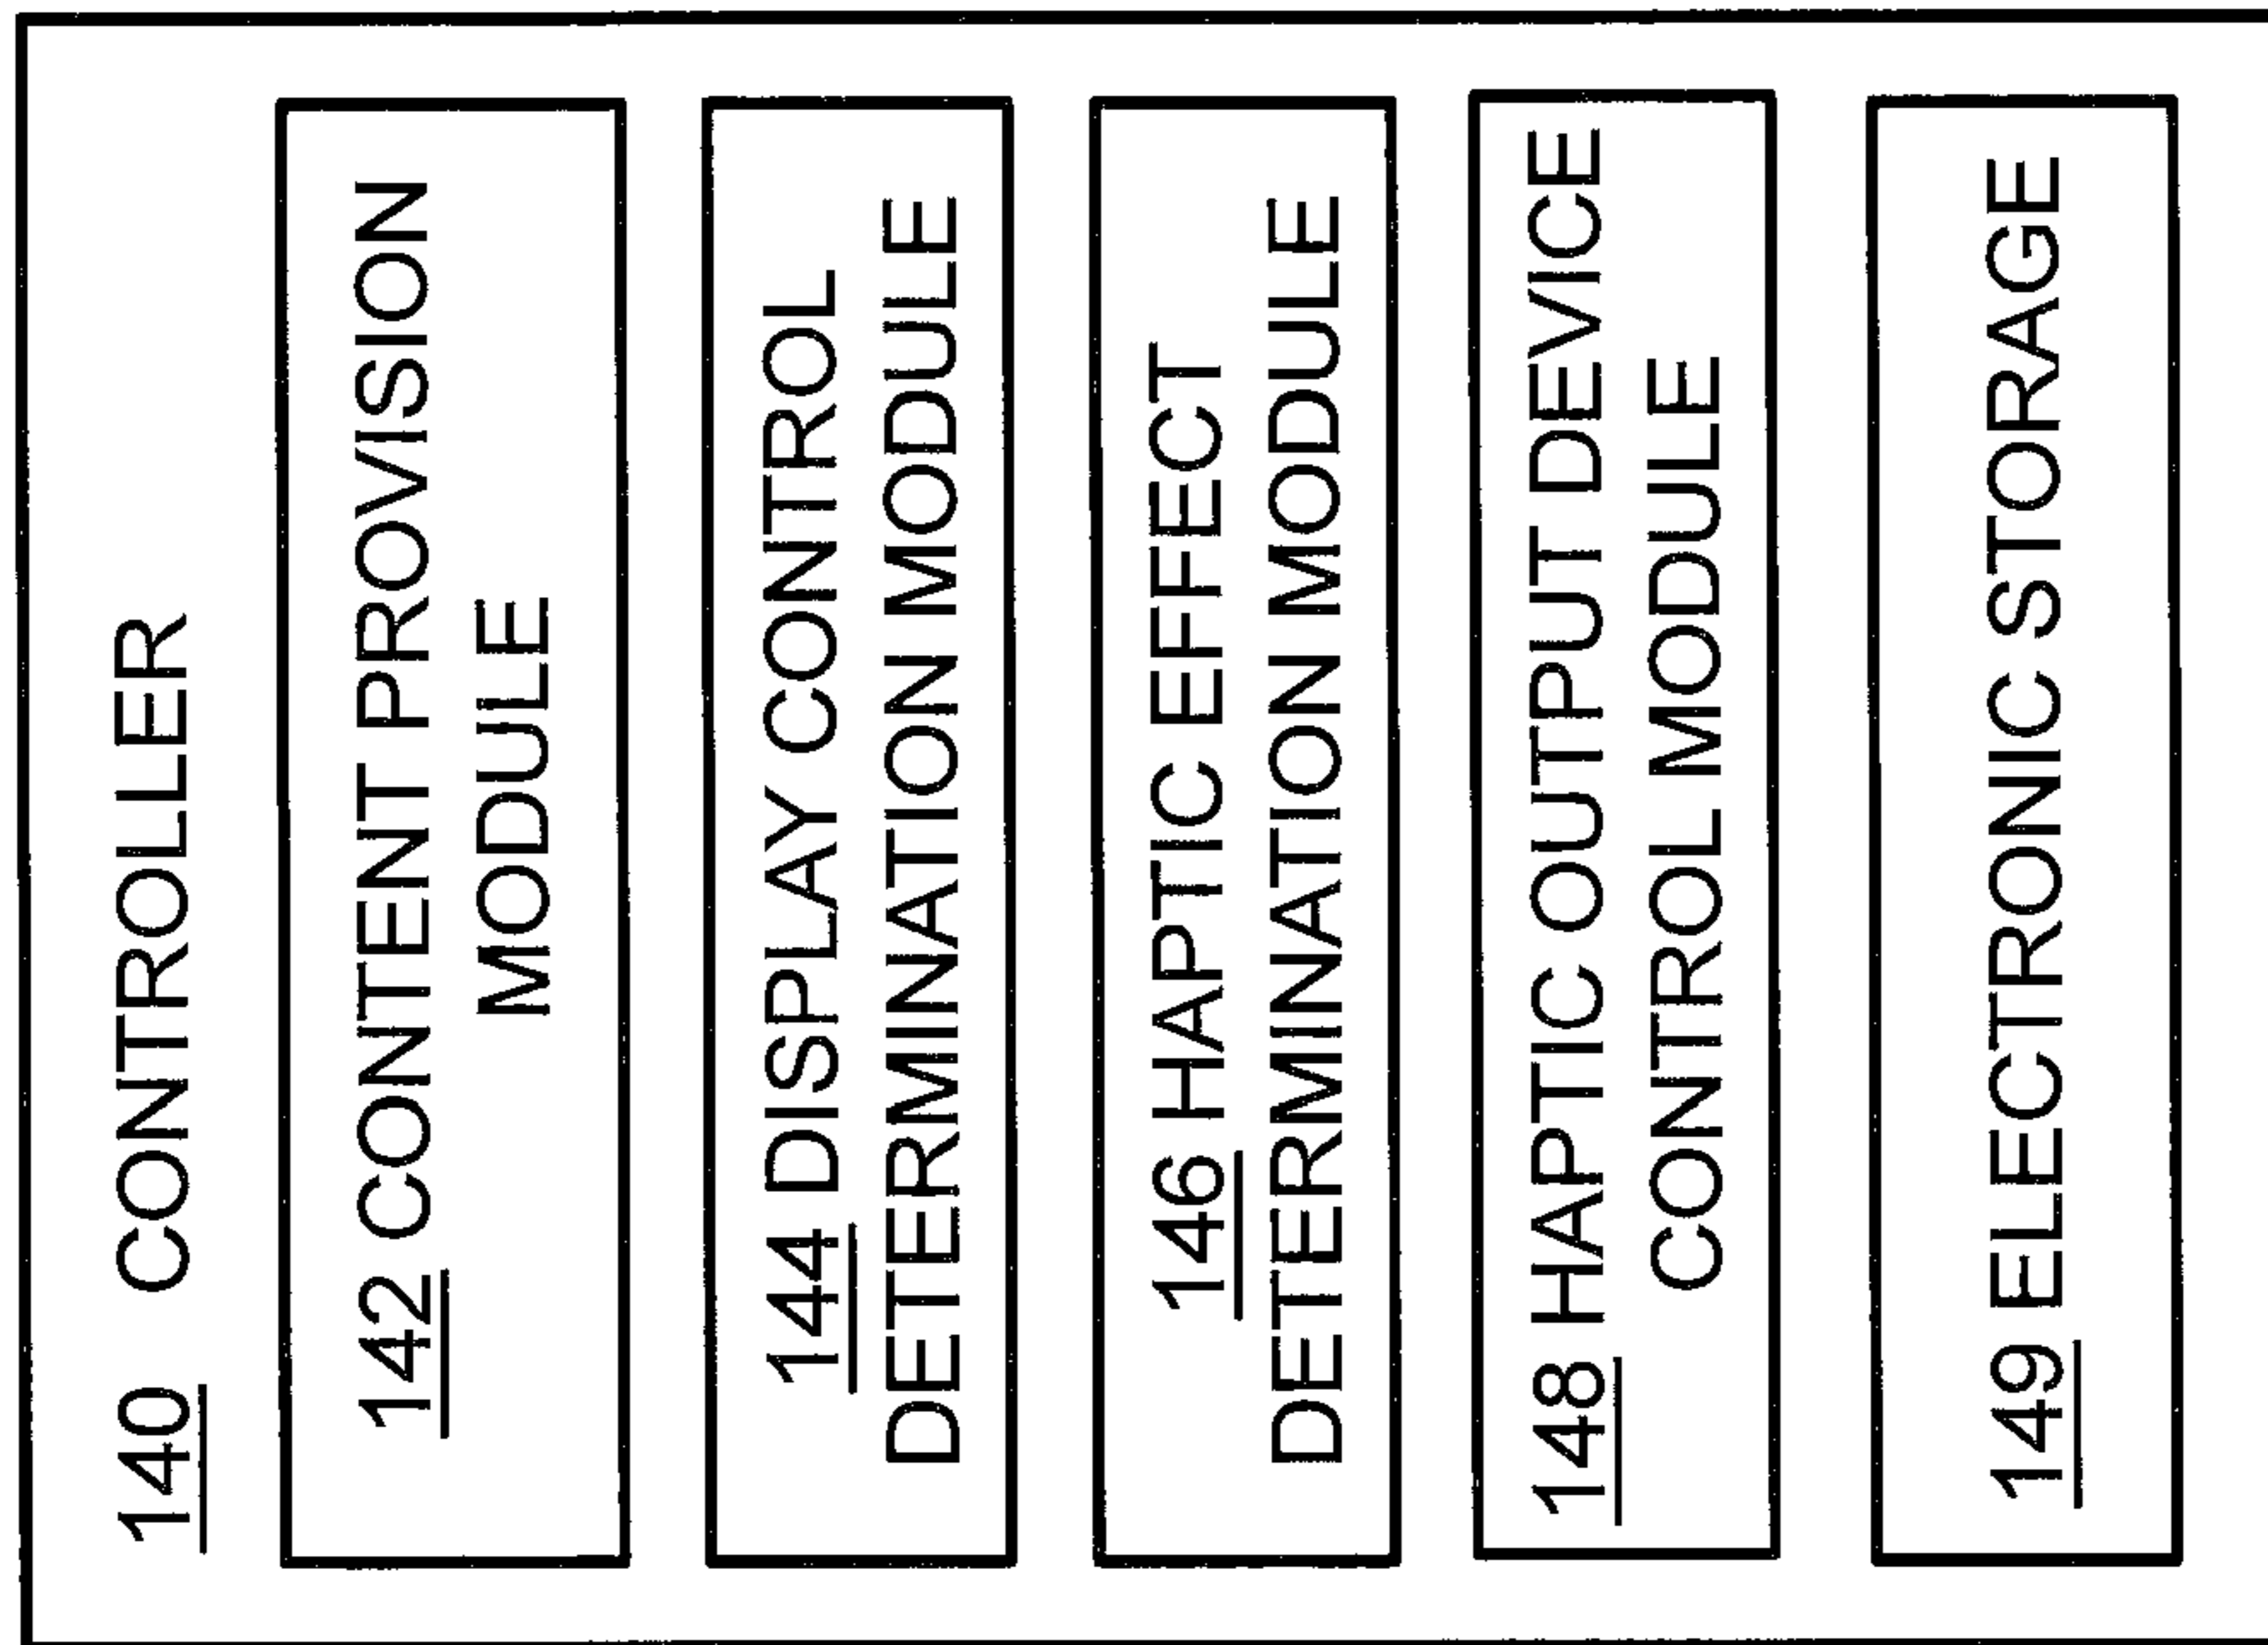 140 CONTROLLER
142 CONTENT PROVISION
MODULE
144 DISPLAY CONTROL
DETERMINATION MODULE
146 HAPTIC EFFECT
DETERMINATION MODULE
148 HAPTIC OUTPUT DEVICE
CONTROL MODULE
149 ELECTRONIC STORAGE